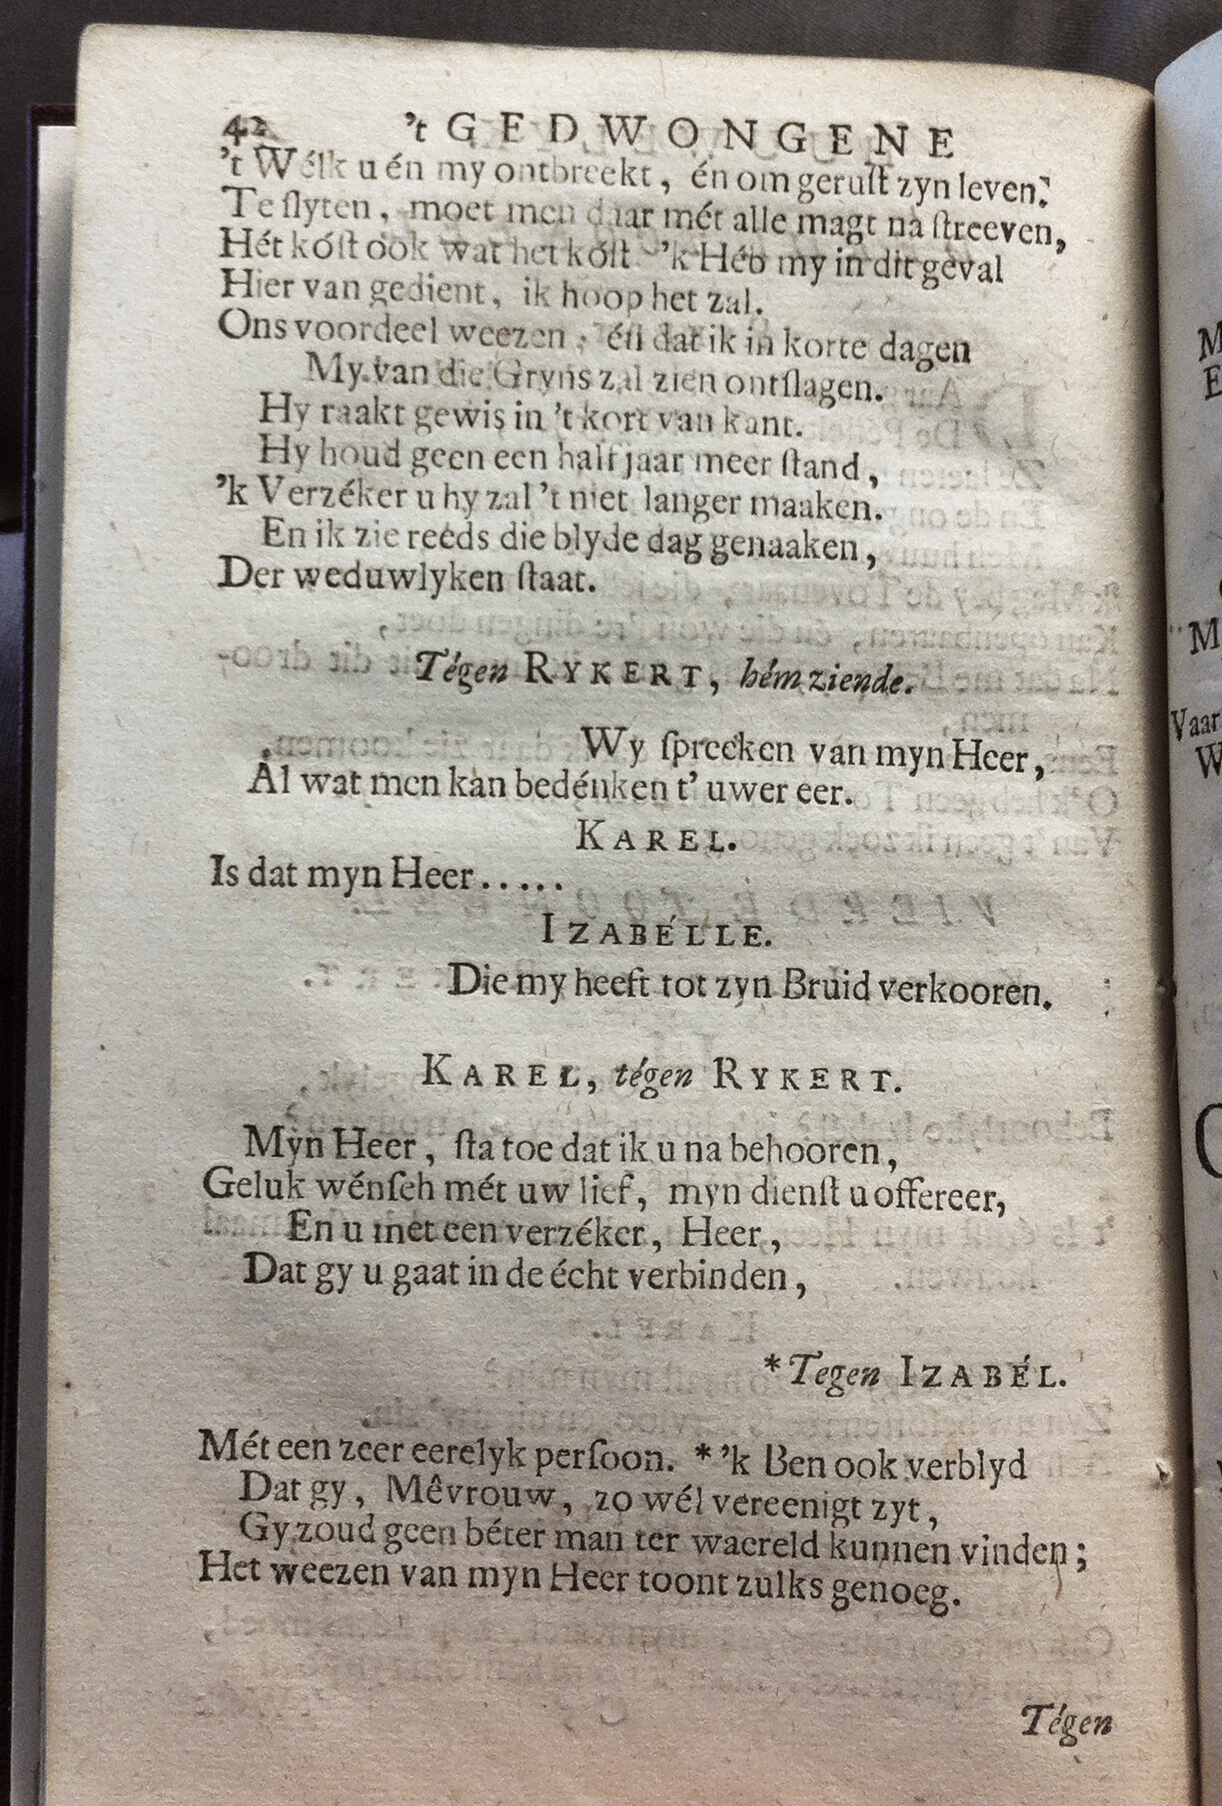 42 't GEDWONGENE
't Wélk u én my ontbreekt, én om geruſt zyn leven.
Te ſlyten, moet men daar mét alle magt na ſtreeven,
Hét kóſt ook wat het kóſt. 'k Héb my in dit geval
Hier van gedient, ik hoop het zal.
Ons voordeel weezen, én dat ik in korte dagen
My van die Gryns zal zien ontſlagen.
Hy raakt gewis in 't kort van kant.
Hy houd geen een half jaar meer ſtand,
'k Verzéker u hy zal 't niet langer maaken.
En ik zie reeds die blyde dag genaaken,
Der weduwlyken ſtaat.
Tégen RYKERT, hém ziende.
Wy ſpreeken van myn Heer,
Al wat men kan bedénken t' uwer eer.
KAREL.
Is dat myn Heer.....
IZABÉLLE.
Die my heeft tot zyn Bruid verkooren.
KAREL, tégen RYKERT.
Myn Heer, ſta toe dat ik u na behooren,
Geluk wénſeh mét uw lief, myn dienſt u offereer,
En u met een verzéker, Heer,
Dat gy u gaat in de écht verbinden,
*Tegen IZABÉL.
Mét een zeer eerelyk perſoon. *'k Ben ook verblyd
Dat gy, Mêvrouw, zo wél vereenigt zyt,
Gy zoud geen béter man ter waereld kunnen vinden;
Het weezen van myn Heer toont zulks genoeg.
Tégen